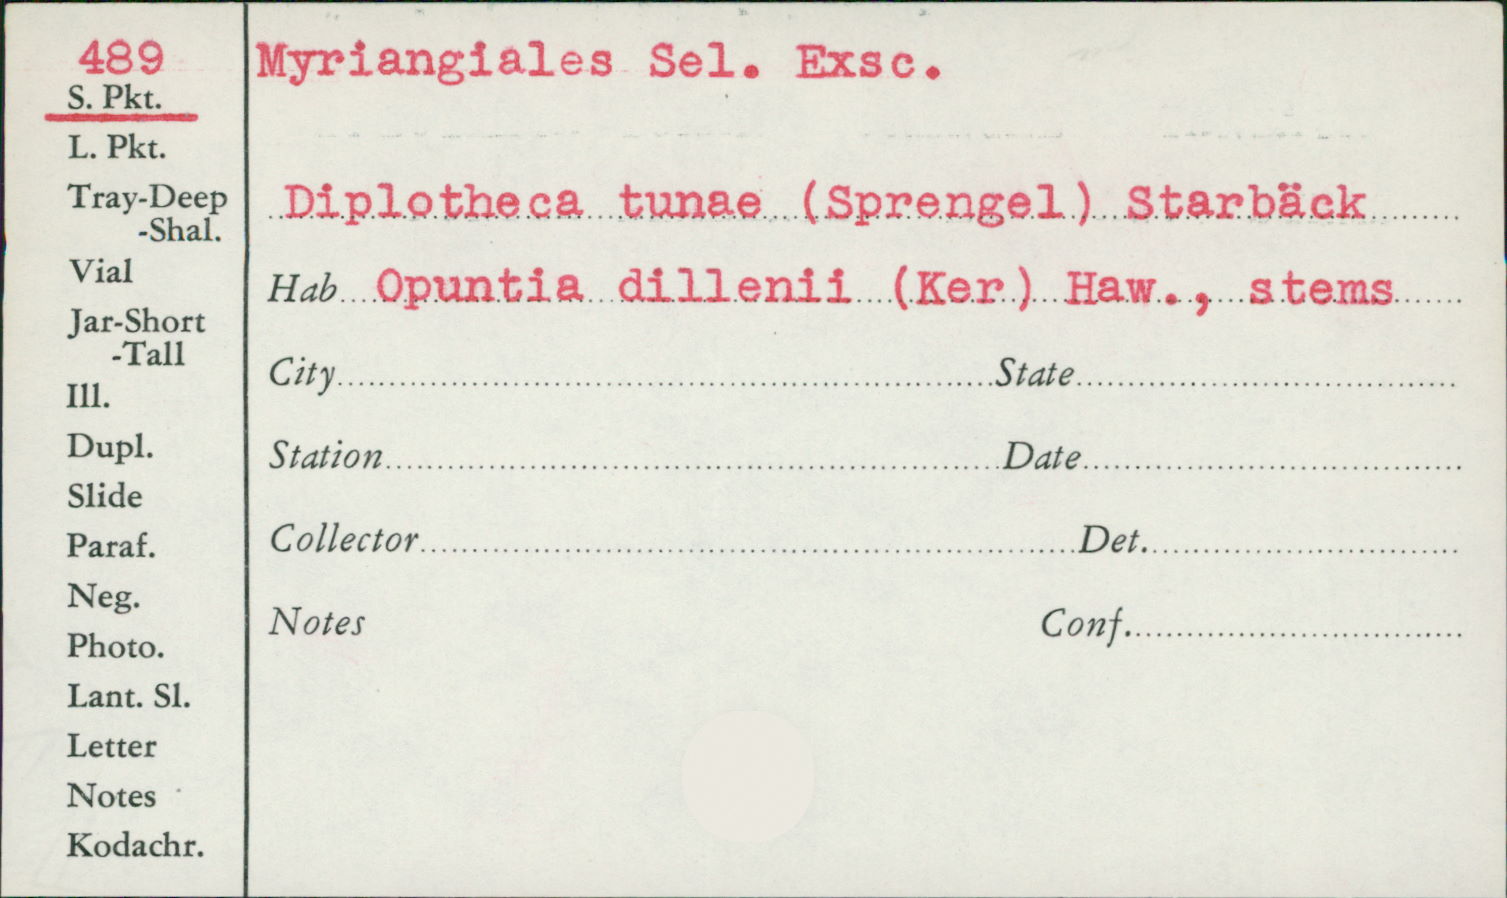 489
S. Pkt.
L. Pkt.
Tray-Deep
-Shal.
Vial
Jar-Short
-Tall
Ill.
Dupl.
Slide
Paraf.
Neg.
Photo.
Lant. Sl.
Letter
Notes
Kodachr.
Myriangiales Sel. Exsc.
Diplotheca tunae (Sprengel) Starbäck
Hab Opuntia dillenii (Ker) Haw., stems
City State
Station Date
Collector Det.
Notes Conf.